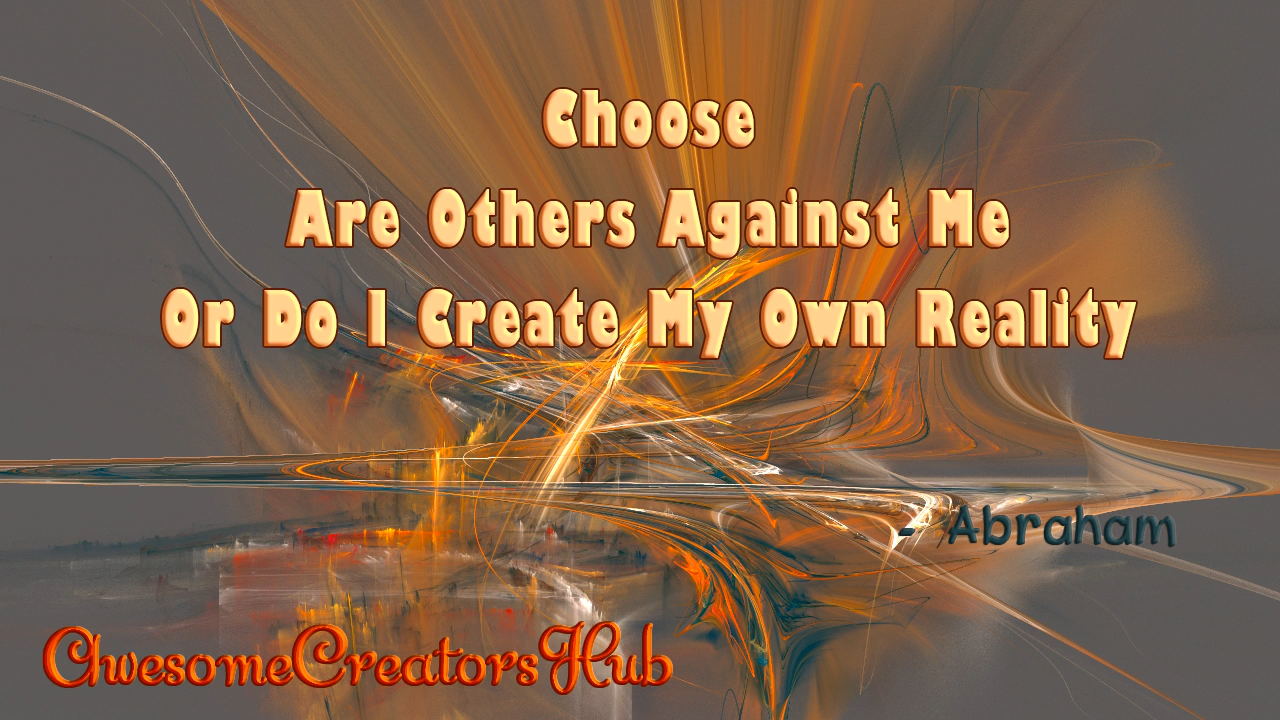 Choose
Are Others Against Me
Or Do I Create My Own Reality
- Abraham
AwesomeCreatorsHub